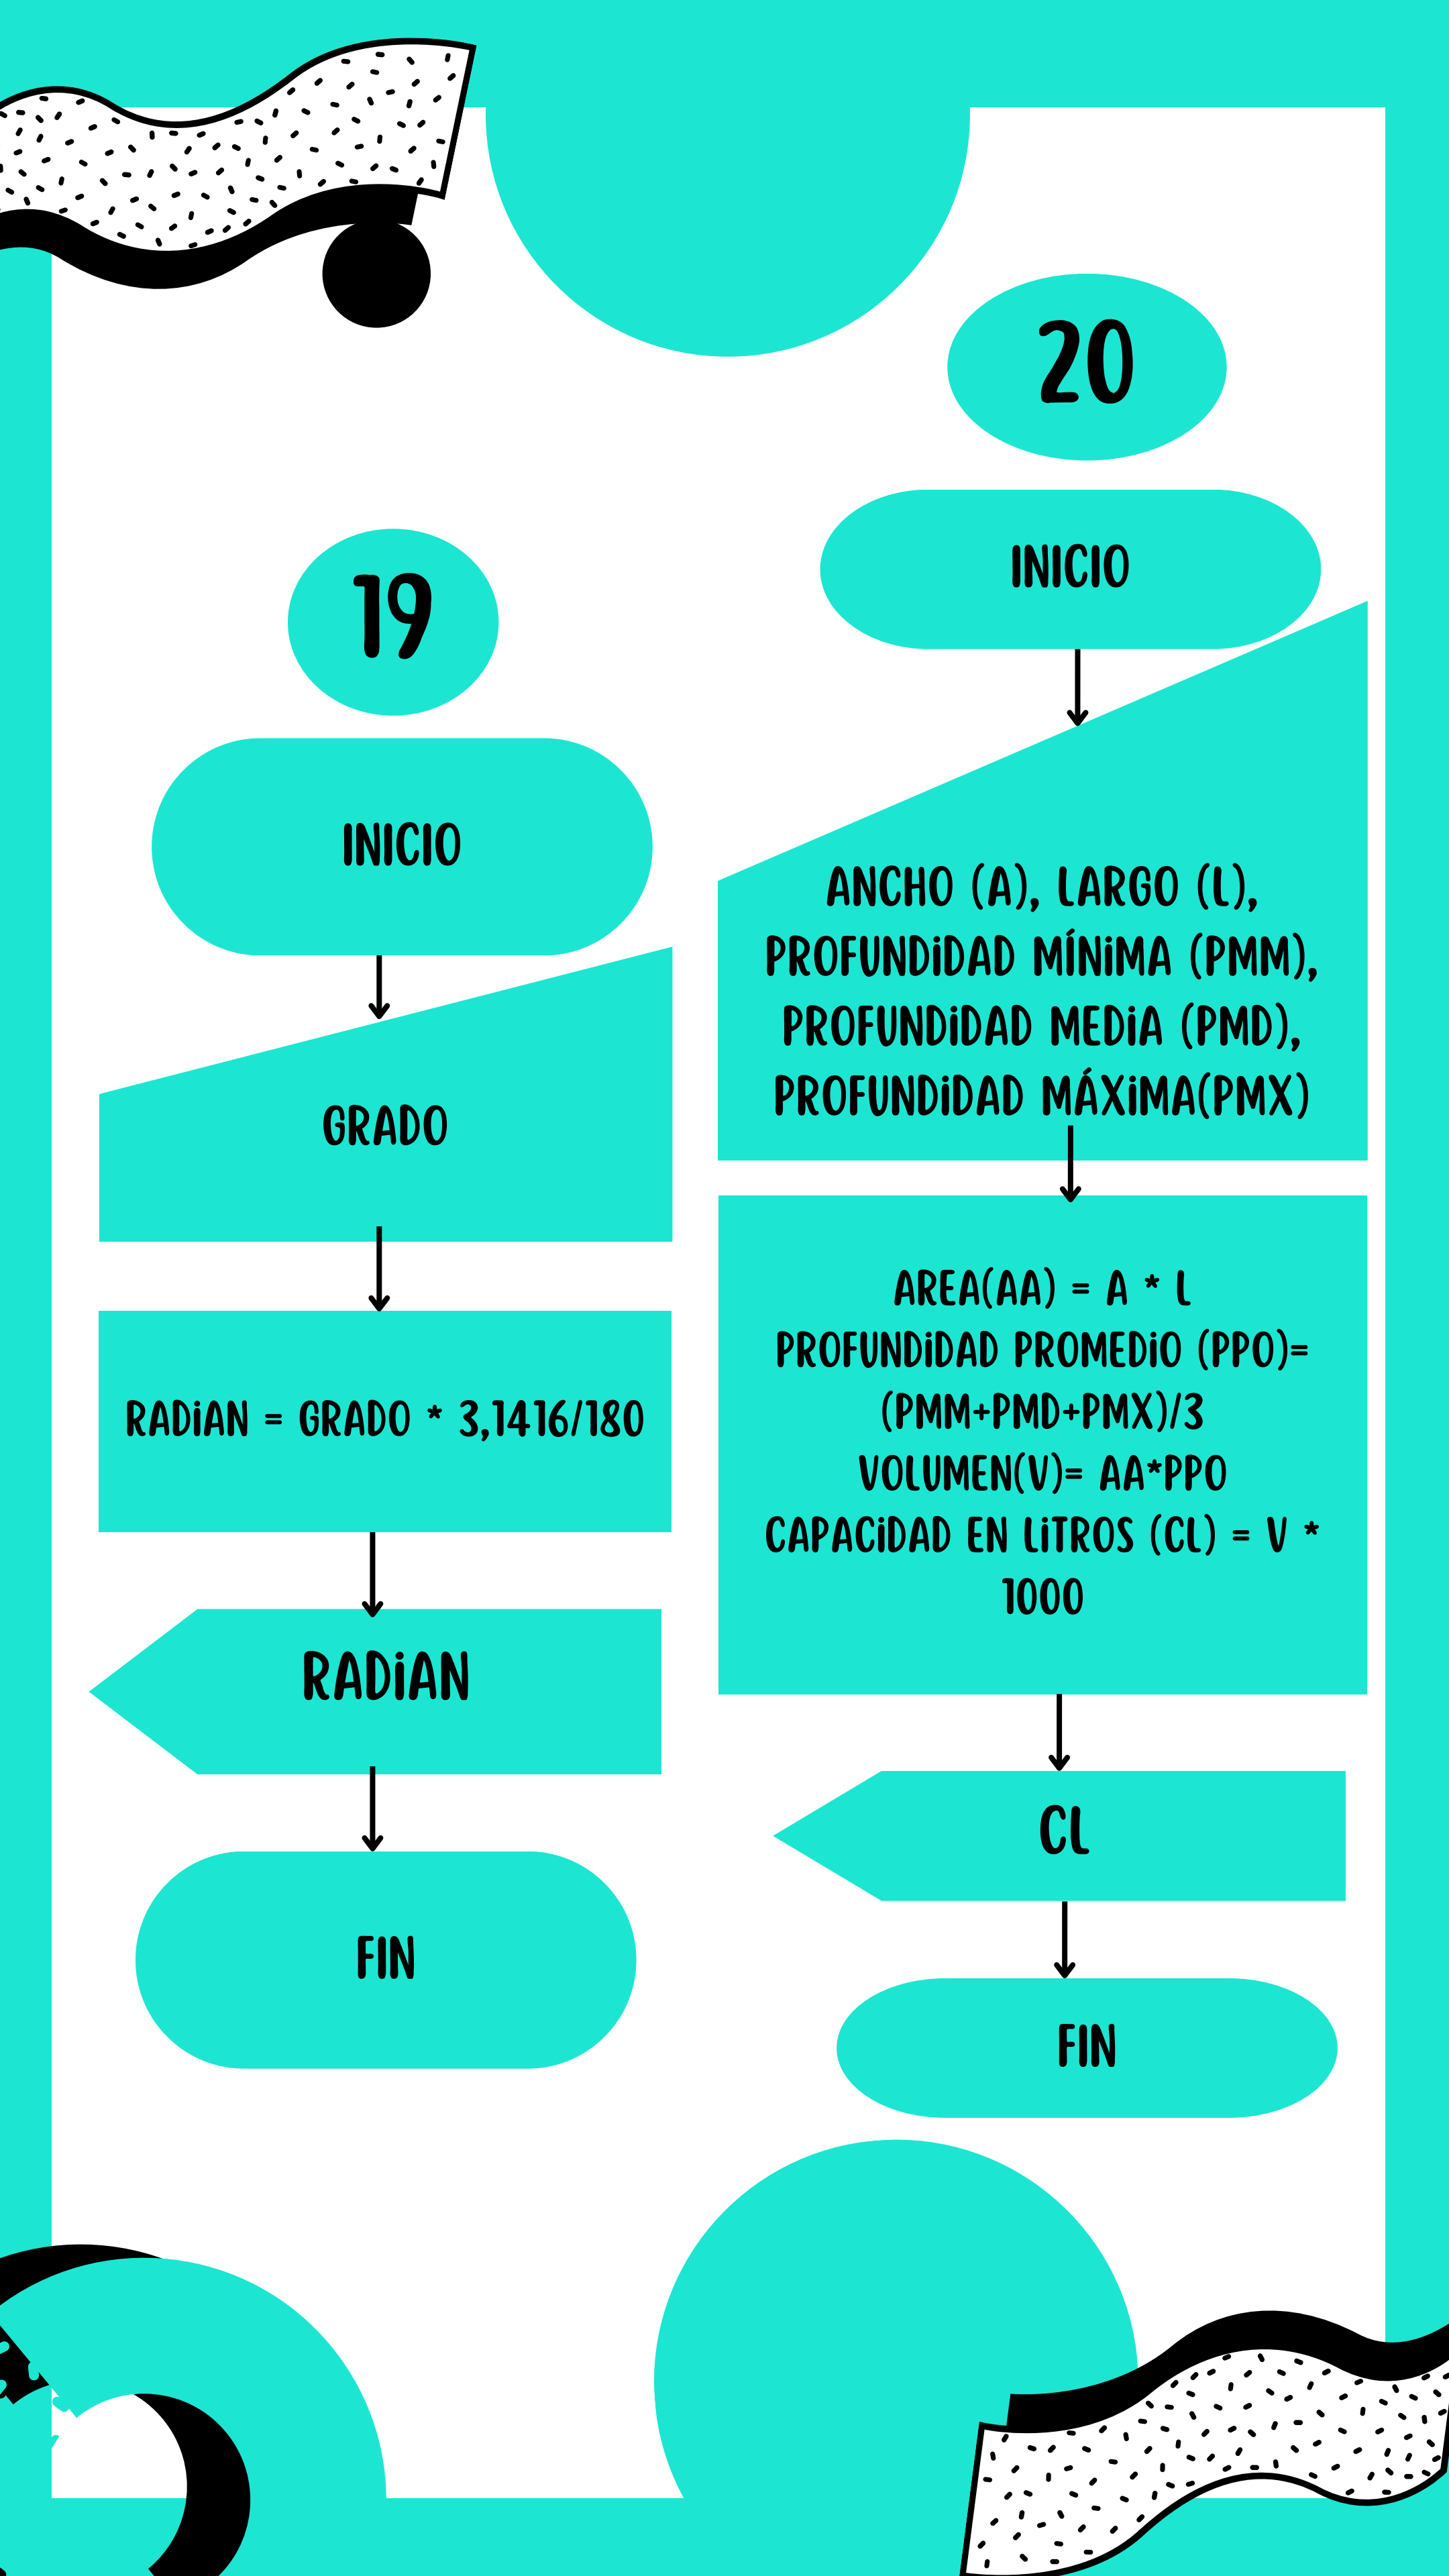 19
INICIO
GRADO
RADIAN = GRADO * 3,1416/180
RADIAN
FIN
20
INICIO
ANCHO (A), LARGO (L),
PROFUNDIDAD MÍNIMA (PMM),
PROFUNDIDAD MEDIA (PMD),
PROFUNDIDAD MÁXIMA(PMX)
AREA(AA) = A * L
PROFUNDIDAD PROMEDIO (PPO)=
(PMM+PMD+PMX)/3
VOLUMEN(V)= AA*PPO
CAPACIDAD EN LITROS (CL) = V *
1000
CL
FIN